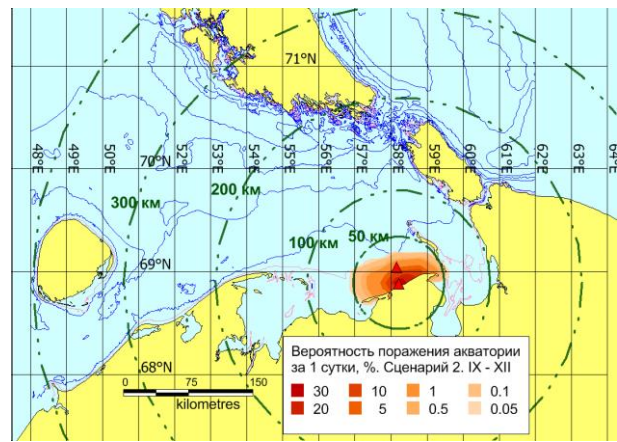 71°N
48°E 49°E 50°E 52°E 53°E 54°E 55°E 56°E 57°E 58°E 59°E 61°E 62°E 63°E 64°E
70°N
300 км
200 км
100 км
50 км
69°N
68°N
0 75 150
kilometres
Вероятность поражения акватории
за 1 сутки, %. Сценарий 2. IX - XII
30 10 1 0.1
20 5 0.5 0.05